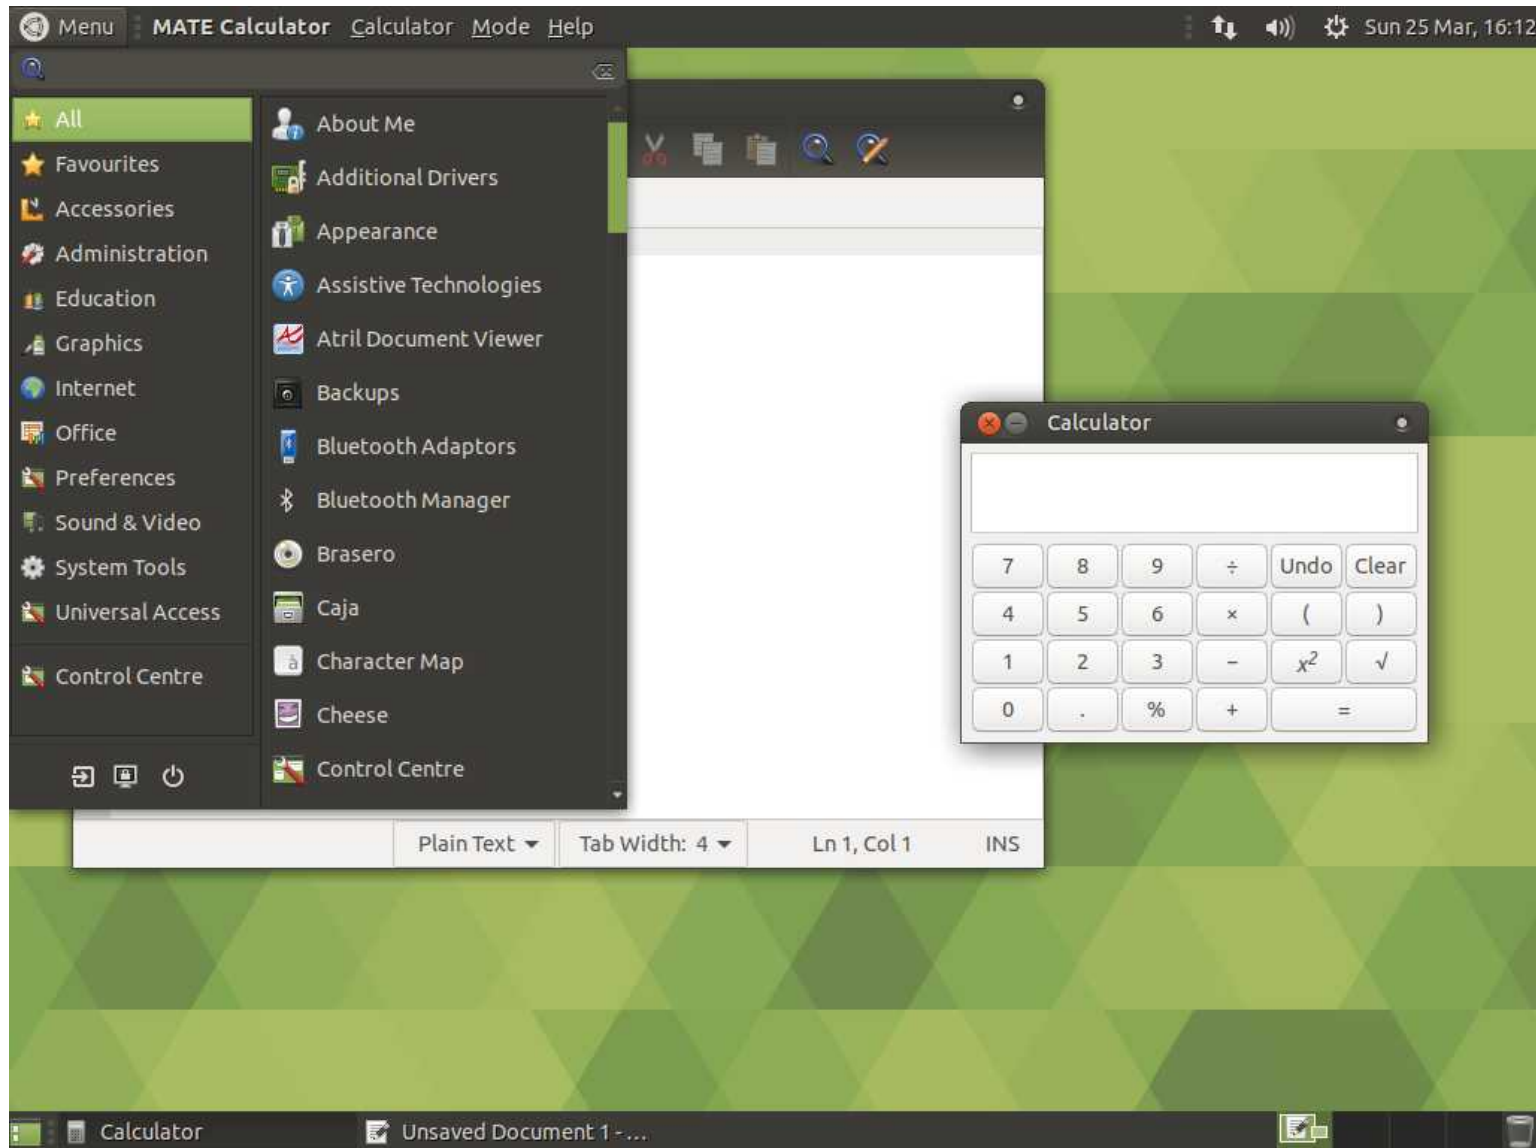 Menu MATE Calculator Calculator Mode Help Sun 25 Mar, 16:12
All
Favourites
Accessories
Administration
Education
Graphics
Internet
Office
Preferences
Sound & Video
System Tools
Universal Access
Control Centre
About Me
Additional Drivers
Appearance
Assistive Technologies
Atril Document Viewer
Backups
Bluetooth Adaptors
Bluetooth Manager
Brasero
Caja
Character Map
Cheese
Control Centre
Calculator
7 8 9 ÷ Undo Clear
4 5 6 × ( )
1 2 3 − x² √
0 . % + =
Plain Text Tab Width: 4 Ln 1, Col 1 INS
Calculator Unsaved Document 1 - ...